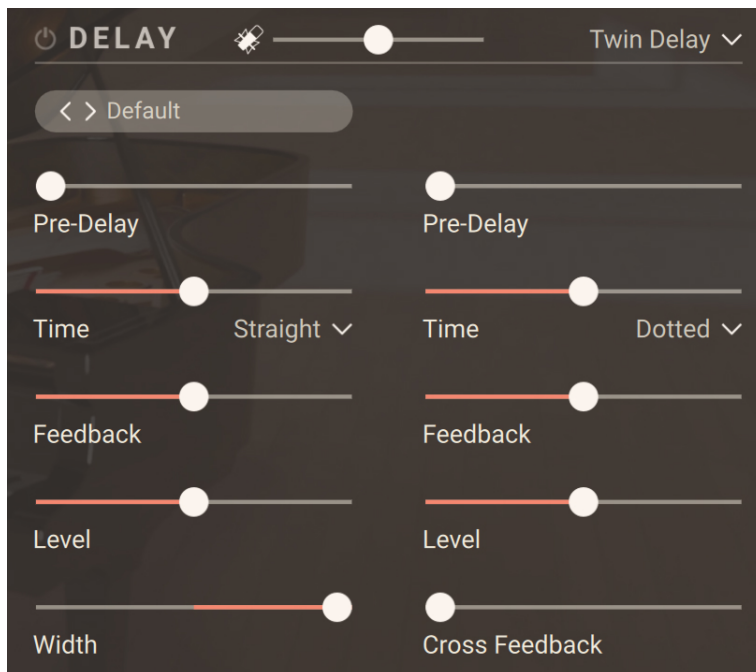 DELAY Twin Delay
Default
Pre-Delay Pre-Delay
Time Straight Time Dotted
Feedback Feedback
Level Level
Width Cross Feedback